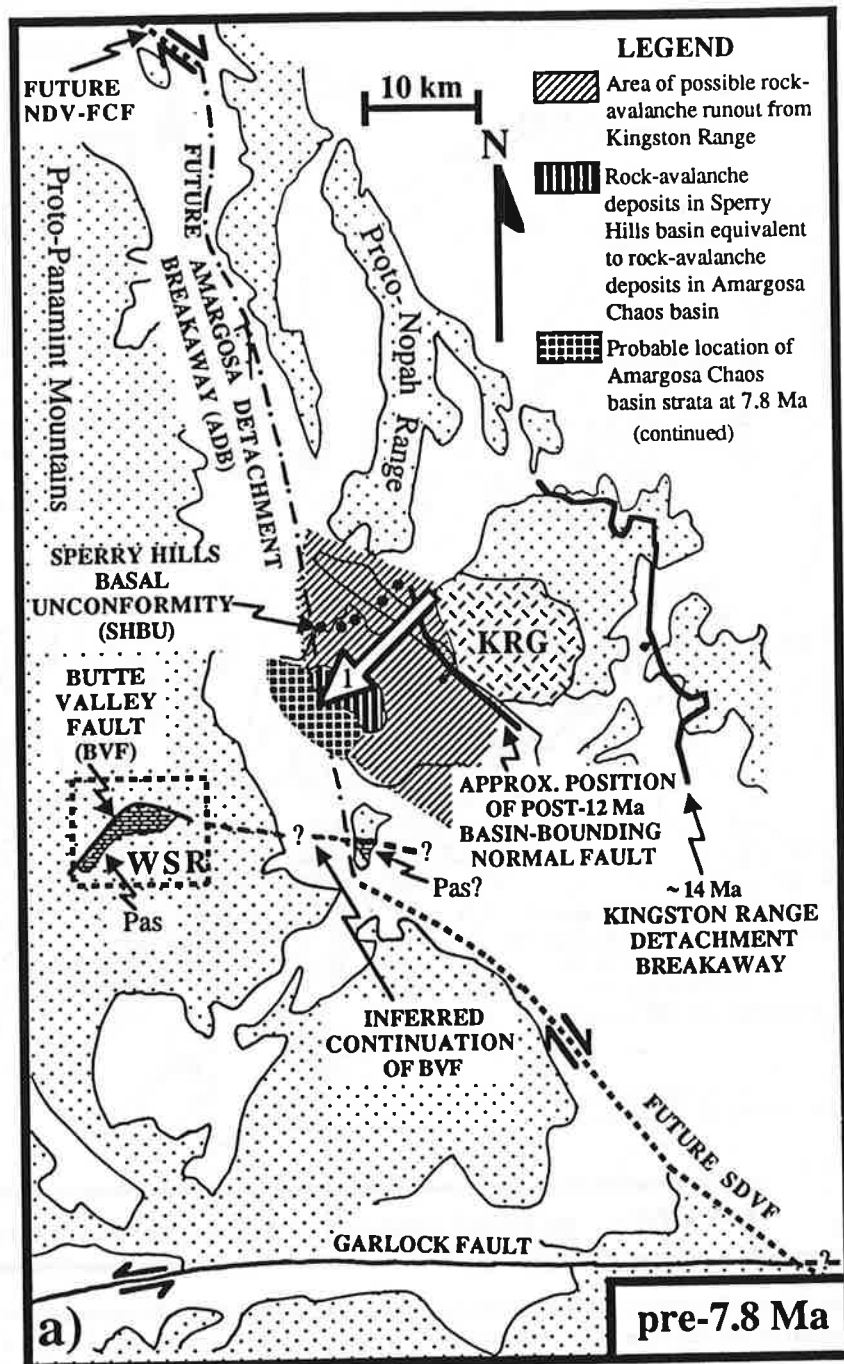 FUTURE
NDV-FCF
10 km
N
LEGEND
Area of possible rock-
avalanche runout from
Kingston Range
Rock-avalanche
deposits in Sperry
Hills basin equivalent
to rock-avalanche
deposits in Amargosa
Chaos basin
Probable location of
Amargosa Chaos
basin strata at 7.8 Ma
(continued)
Proto-Panamint Mountains
FUTURE AMARGOSA DETACHMENT
BREAKAWAY (ADB)
Proto-Nopah Range
SPERRY HILLS
BASAL
UNCONFORMITY
(SHBU)
KRG
1
BUTTE
VALLEY
FAULT
(BVF)
WSR
Pas
?
?
Pas?
APPROX. POSITION
OF POST-12 Ma
BASIN-BOUNDING
NORMAL FAULT
~14 Ma
KINGSTON RANGE
DETACHMENT
BREAKAWAY
INFERRED
CONTINUATION
OF BVF
FUTURE SDVF
GARLOCK FAULT
?
a)
pre-7.8 Ma